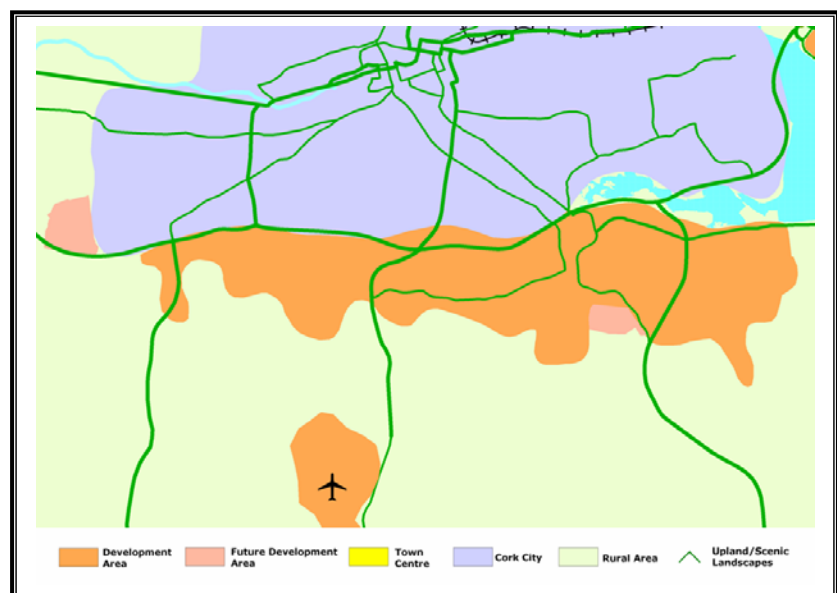 Development
Area
Future Development
Area
Town
Centre
Cork City
Rural Area
Upland/Scenic
Landscapes